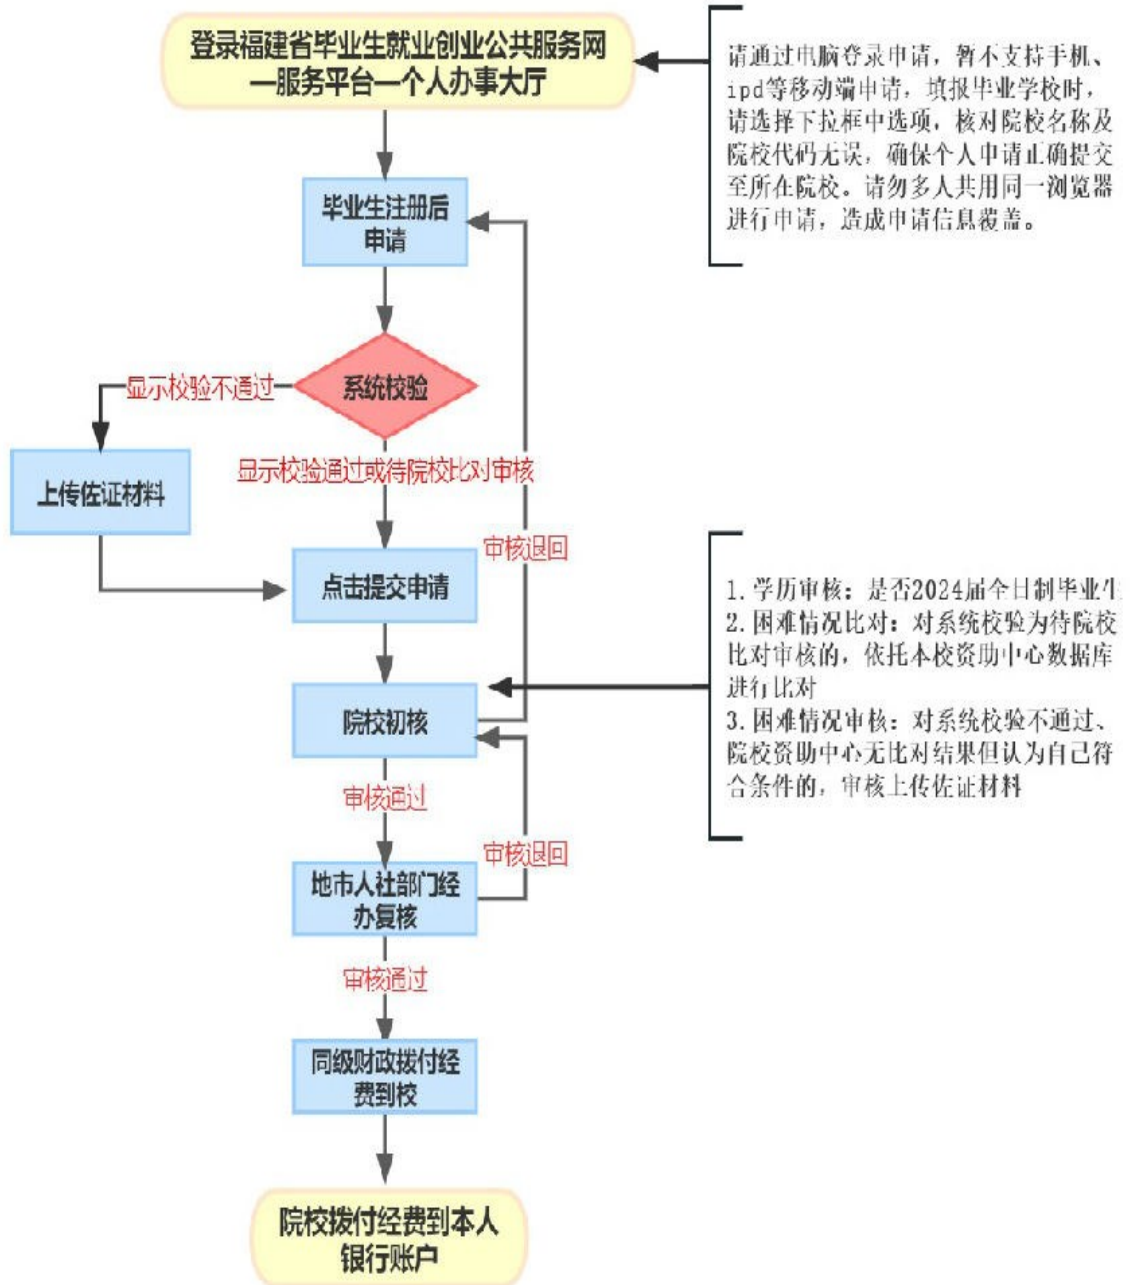 登录福建省毕业生就业创业公共服务网
—服务平台—个人办事大厅
请通过电脑登录申请，暂不支持手机、
ipd等移动端申请，填报毕业学校时，
请选择下拉框中选项，核对院校名称及
院校代码无误，确保个人申请正确提交
至所在院校。请勿多人共用同一浏览器
进行申请，造成申请信息覆盖。
毕业生注册后
申请
系统校验
显示校验不通过
上传佐证材料
显示校验通过或待院校比对审核
审核退回
点击提交申请
1.学历审核：是否2024届全日制毕业生
2.困难情况比对：对系统校验为待院校
比对审核的，依托本校资助中心数据库
进行比对
3.困难情况审核：对系统校验不通过、
院校资助中心无比对结果但认为自己符
合条件的，审核上传佐证材料
院校初核
审核通过
审核退回
地市人社部门经
办复核
审核通过
同级财政拨付经
费到校
院校拨付经费到本人
银行账户